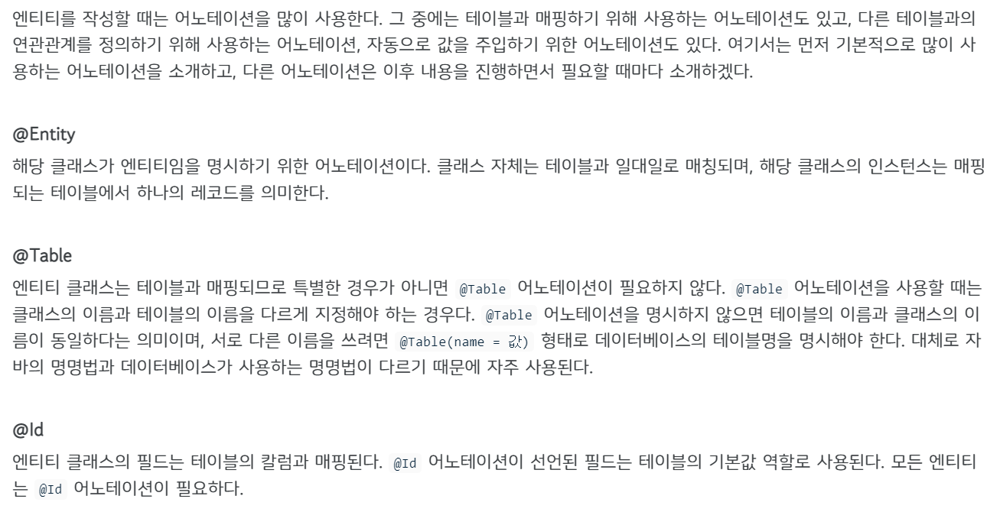 엔티티를 작성할 때는 어노테이션을 많이 사용한다. 그 중에는 테이블과 매핑하기 위해 사용하는 어노테이션도 있고, 다른 테이블과의
연관관계를 정의하기 위해 사용하는 어노테이션, 자동으로 값을 주입하기 위한 어노테이션도 있다. 여기서는 먼저 기본적으로 많이 사
용하는 어노테이션을 소개하고, 다른 어노테이션은 이후 내용을 진행하면서 필요할 때마다 소개하겠다.
@Entity
해당 클래스가 엔티티임을 명시하기 위한 어노테이션이다. 클래스 자체는 테이블과 일대일로 매칭되며, 해당 클래스의 인스턴스는 매핑
되는 테이블에서 하나의 레코드를 의미한다.
@Table
엔티티 클래스는 테이블과 매핑되므로 특별한 경우가 아니면 @Table 어노테이션이 필요하지 않다. @Table 어노테이션을 사용할 때는
클래스의 이름과 테이블의 이름을 다르게 지정해야 하는 경우다. @Table 어노테이션을 명시하지 않으면 테이블의 이름과 클래스의 이
름이 동일하다는 의미이며, 서로 다른 이름을 쓰려면 @Table(name = 값) 형태로 데이터베이스의 테이블명을 명시해야 한다. 대체로 자
바의 명명법과 데이터베이스가 사용하는 명명법이 다르기 때문에 자주 사용된다.
@Id
엔티티 클래스의 필드는 테이블의 칼럼과 매핑된다. @Id 어노테이션이 선언된 필드는 테이블의 기본값 역할로 사용된다. 모든 엔티티
는 @Id 어노테이션이 필요하다.